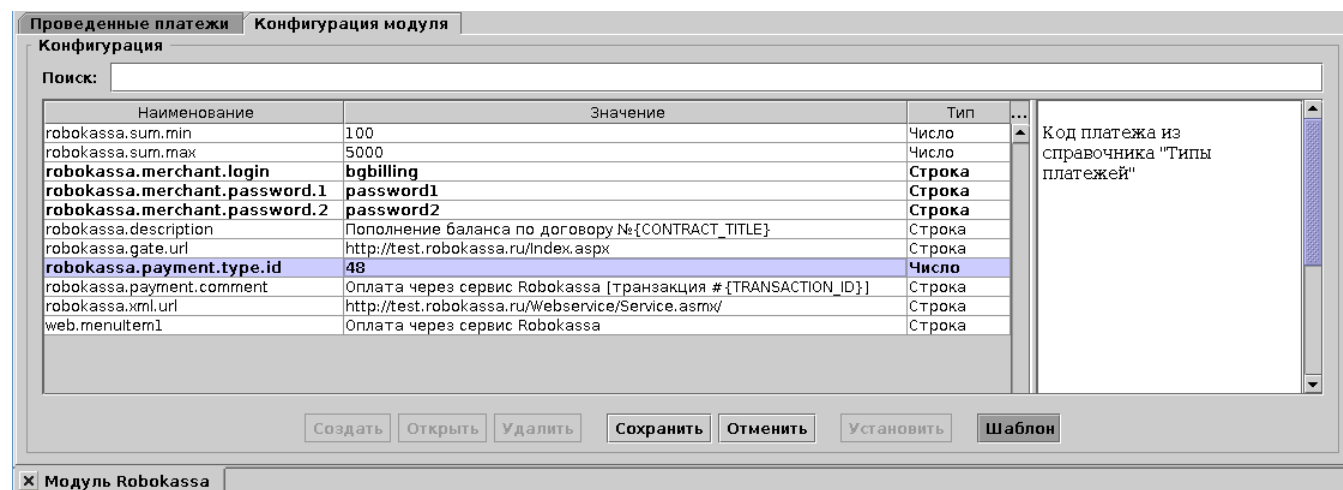 Проведенные платежи Конфигурация модуля
Конфигурация
Поиск:
Наименование Значение Тип ...
robokassa.sum.min 100 Число
robokassa.sum.max 5000 Число
robokassa.merchant.login bgbilling Строка
robokassa.merchant.password.1 password1 Строка
robokassa.merchant.password.2 password2 Строка
robokassa.description Пополнение баланса по договору №{CONTRACT_TITLE} Строка
robokassa.gate.url http://test.robokassa.ru/Index.aspx Строка
robokassa.payment.type.id 48 Число
robokassa.payment.comment Оплата через сервис Robokassa [транзакция #{TRANSACTION_ID}] Строка
robokassa.xml.url http://test.robokassa.ru/Webservice/Service.asmx/ Строка
web.menuItem1 Оплата через сервис Robokassa Строка
Код платежа из
справочника "Типы
платежей"
Создать Открыть Удалить Сохранить Отменить Установить Шаблон
Модуль Robokassa